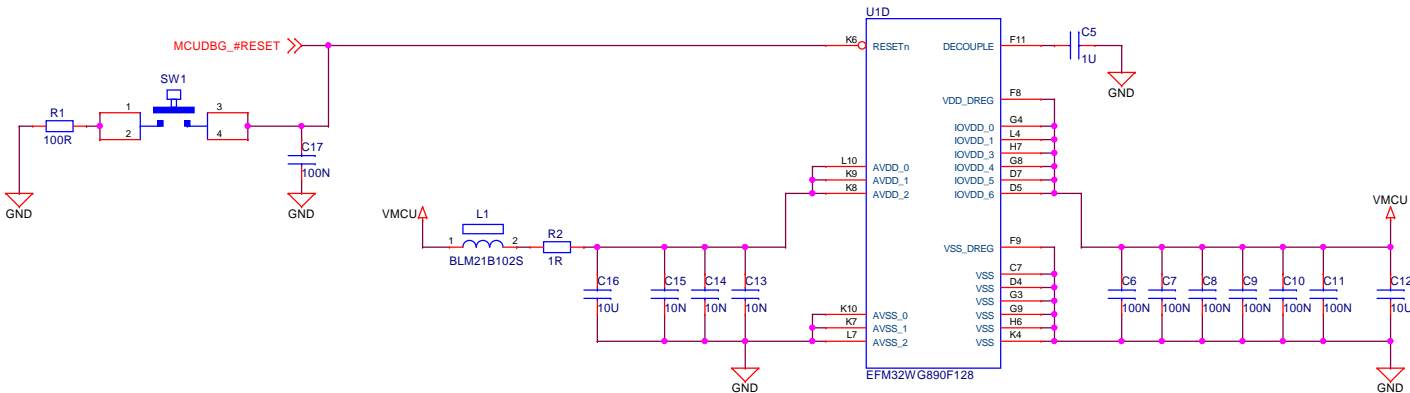 U1D
MCUDBG_#RESET
K6
RESETn
DECOUPLE
F11
C5
1U
GND
SW1
R1
100R
1
2
3
4
C17
100N
GND
GND
VDD_DREG
F8
IOVDD_0
G4
IOVDD_1
L4
IOVDD_3
H7
IOVDD_4
G8
IOVDD_5
D7
IOVDD_6
D5
L10
AVDD_0
K9
AVDD_1
K8
AVDD_2
VMCU
L1
1
2
BLM21B102S
R2
1R
C16
10U
C15
10N
C14
10N
C13
10N
VSS_DREG
F9
VSS
C7
VSS
D4
VSS
G3
VSS
G9
VSS
H6
VSS
K4
K10
AVSS_0
K7
AVSS_1
L7
AVSS_2
GND
EFM32WG890F128
VMCU
C6
100N
C7
100N
C8
100N
C9
100N
C10
100N
C11
100N
C12
10U
GND